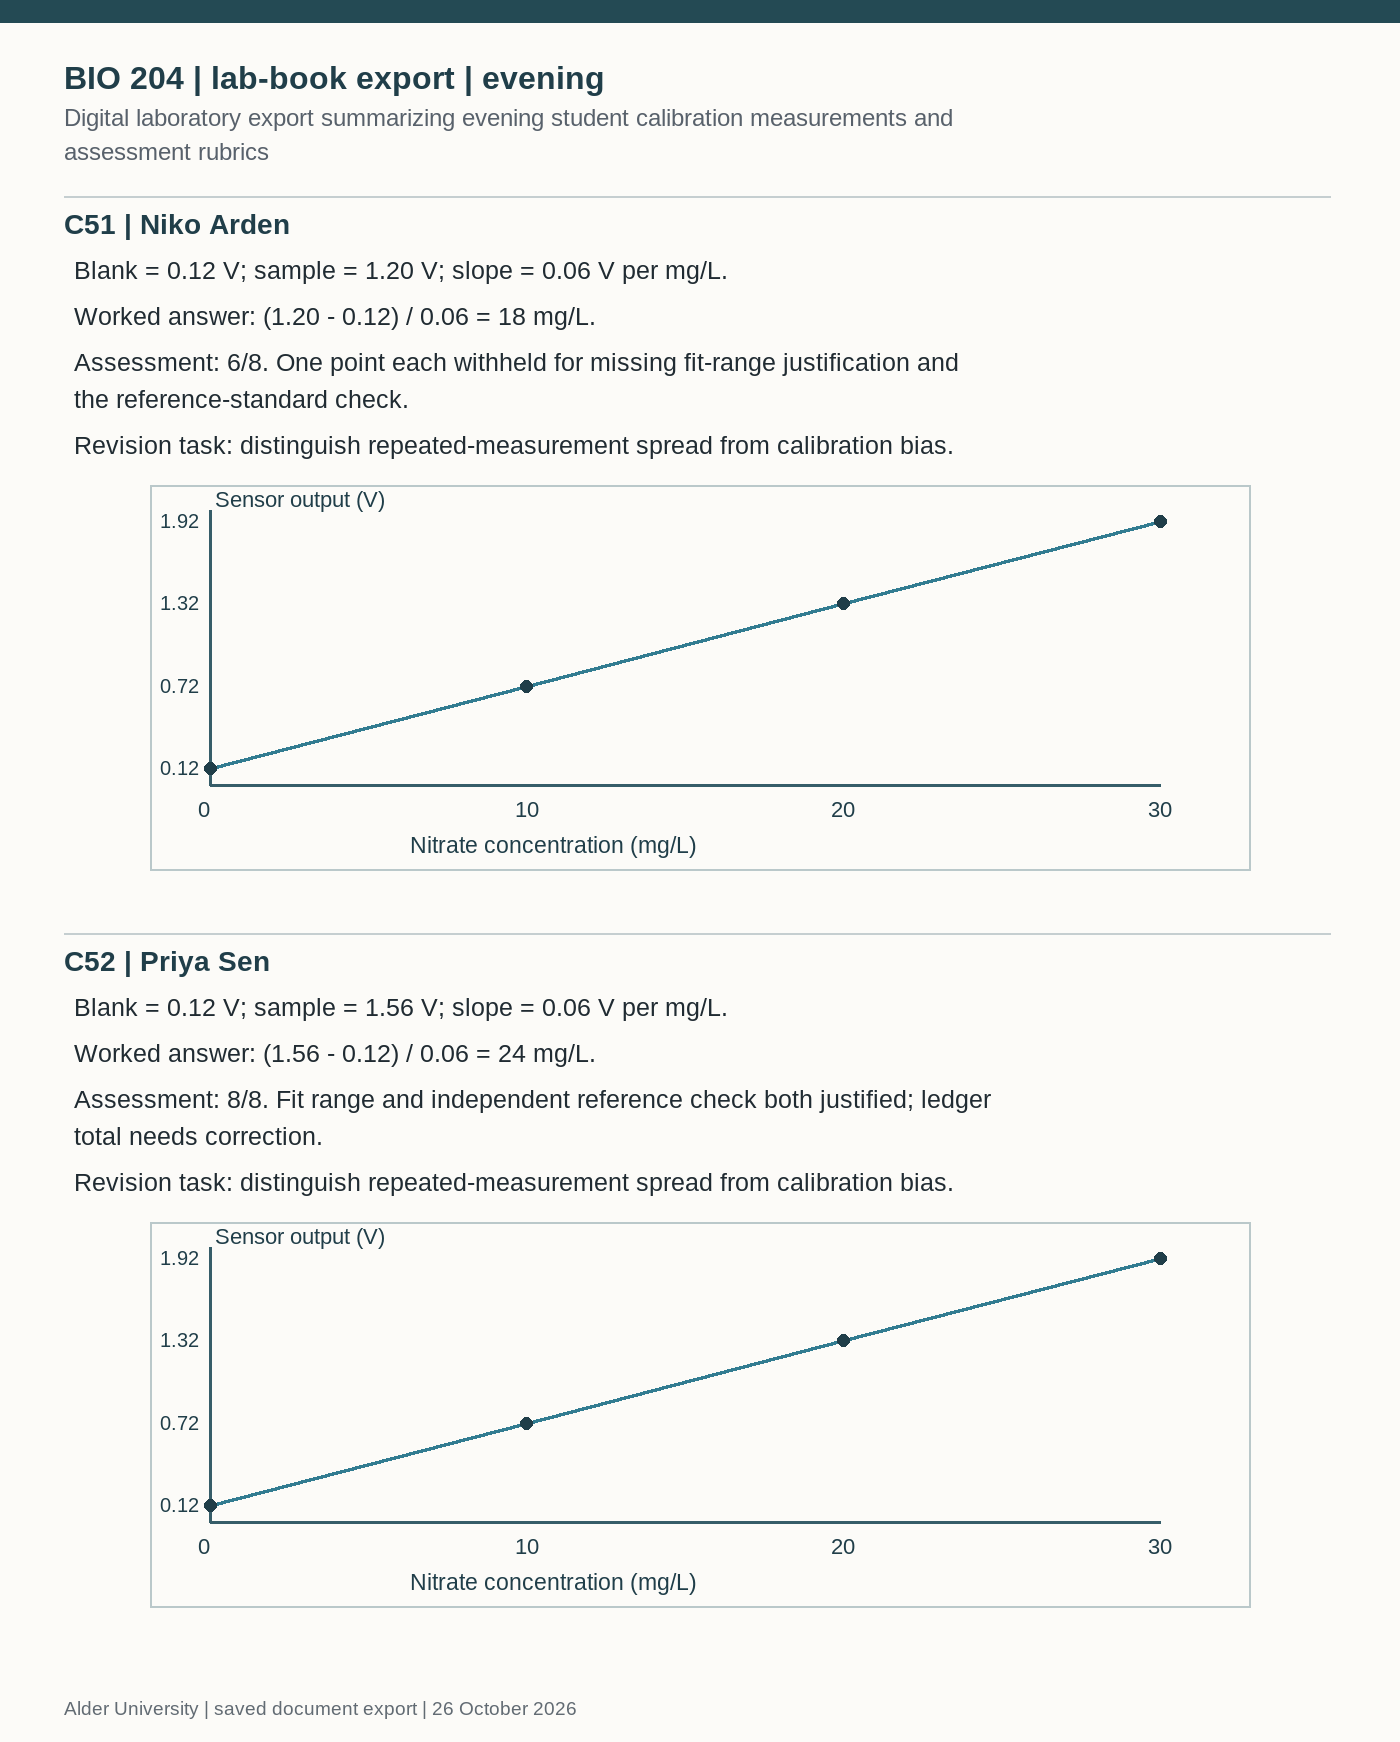 BIO 204 | lab-book export | evening
Digital laboratory export summarizing evening student calibration measurements and
assessment rubrics
C51 | Niko Arden
Blank = 0.12 V; sample = 1.20 V; slope = 0.06 V per mg/L.
Worked answer: (1.20 - 0.12) / 0.06 = 18 mg/L.
Assessment: 6/8. One point each withheld for missing fit-range justification and
the reference-standard check.
Revision task: distinguish repeated-measurement spread from calibration bias.
Sensor output (V)
1.92
1.32
0.72
0.12
0 10 20 30
Nitrate concentration (mg/L)
C52 | Priya Sen
Blank = 0.12 V; sample = 1.56 V; slope = 0.06 V per mg/L.
Worked answer: (1.56 - 0.12) / 0.06 = 24 mg/L.
Assessment: 8/8. Fit range and independent reference check both justified; ledger
total needs correction.
Revision task: distinguish repeated-measurement spread from calibration bias.
Sensor output (V)
1.92
1.32
0.72
0.12
0 10 20 30
Nitrate concentration (mg/L)
Alder University | saved document export | 26 October 2026